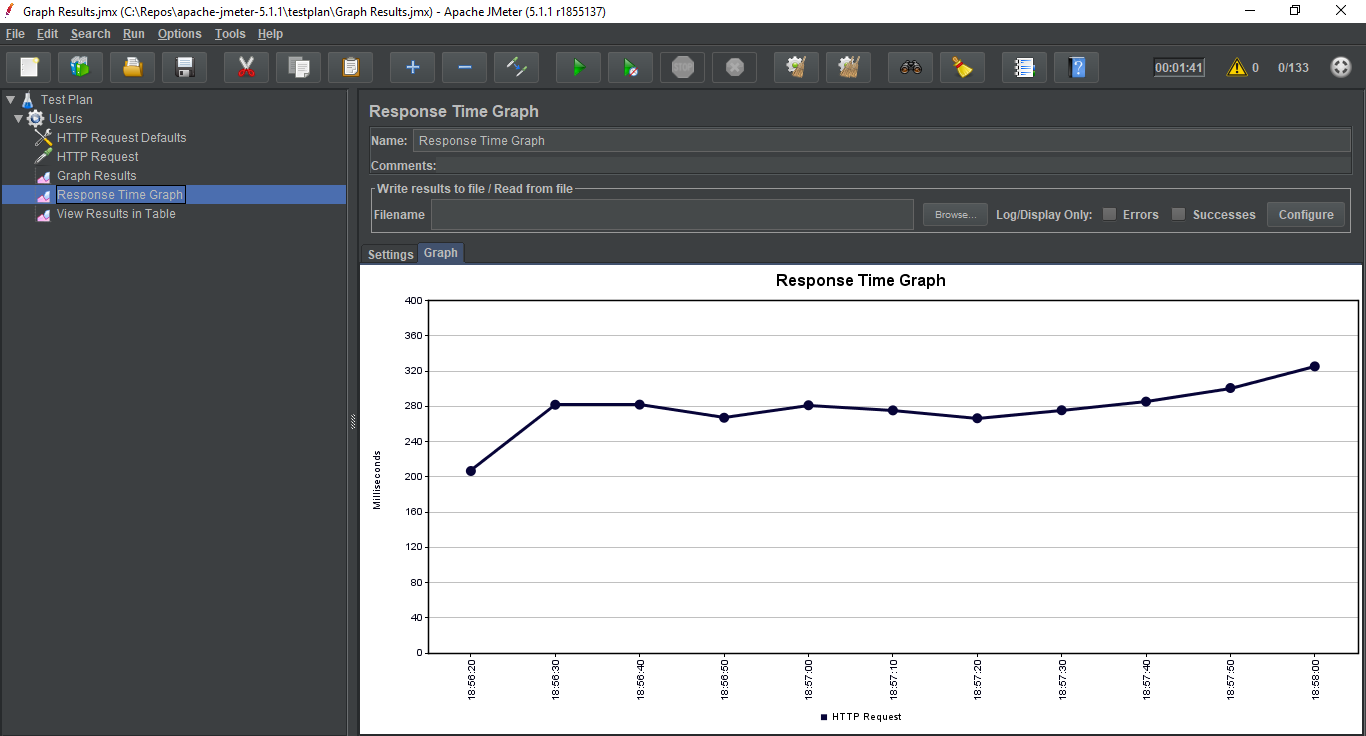 Graph Results.jmx (C:\Repos\apache-jmeter-5.1.1\testplan\Graph Results.jmx) - Apache JMeter (5.1.1 r1855137)
File Edit Search Run Options Tools Help
STOP 00:01:41 0 0/133
Test Plan
Users
HTTP Request Defaults
HTTP Request
Graph Results
Response Time Graph
View Results in Table
Response Time Graph
Name: Response Time Graph
Comments:
Write results to file / Read from file
Filename Browse... Log/Display Only: Errors Successes Configure
Settings Graph
Response Time Graph
Milliseconds
400
360
320
280
240
200
160
120
80
40
0
18:56:20
18:56:30
18:56:40
18:56:50
18:57:00
18:57:10
18:57:20
18:57:30
18:57:40
18:57:50
18:58:00
HTTP Request